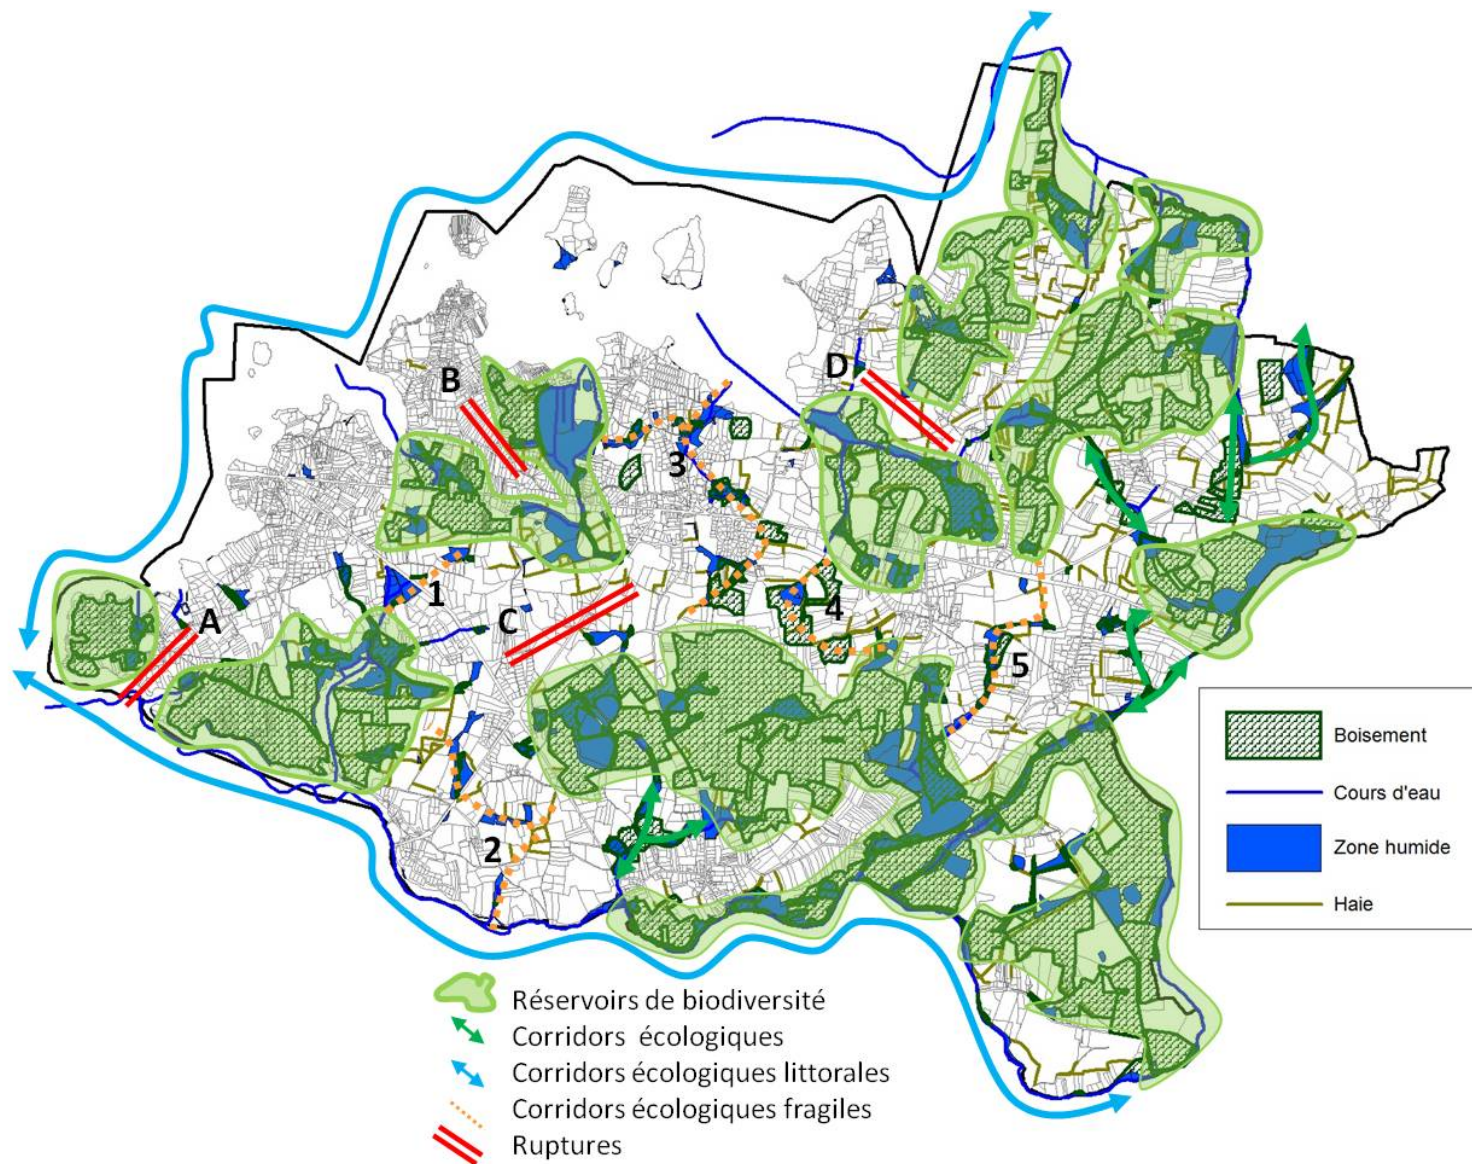 B
D
3
1
A
C
4
5
2
Boisement
Cours d'eau
Zone humide
Haie
Réservoirs de biodiversité
Corridors écologiques
Corridors écologiques littorales
Corridors écologiques fragiles
Ruptures